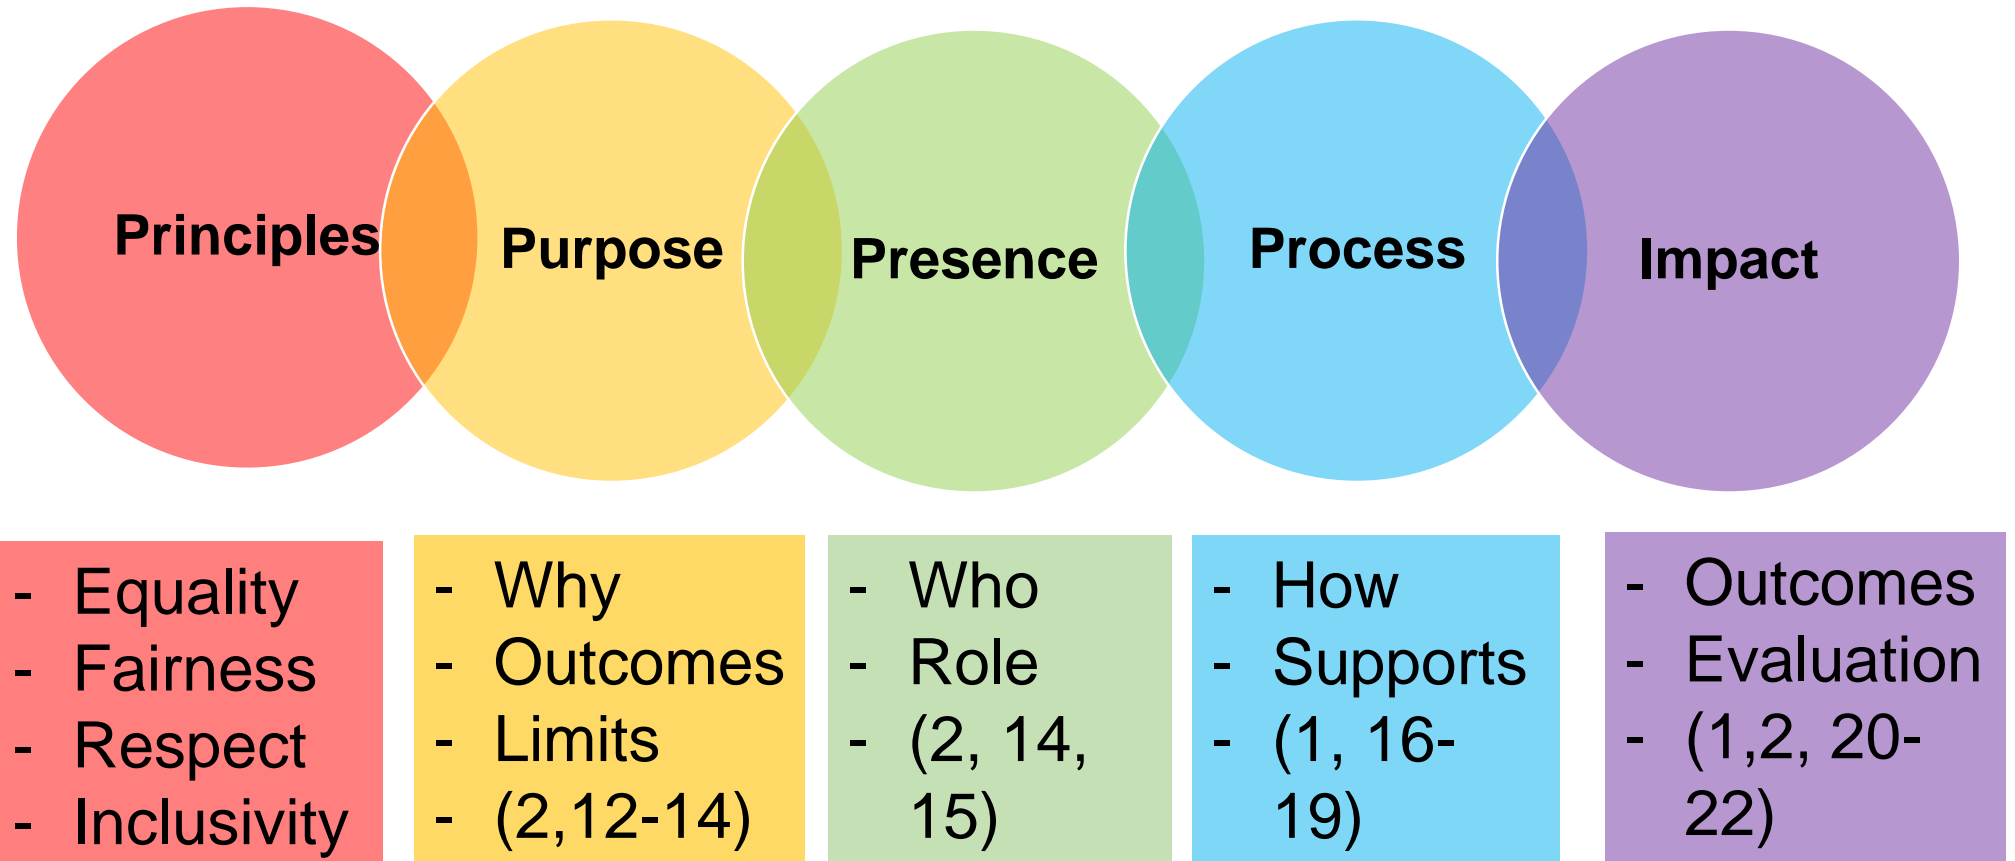 Principles
Purpose
Presence
Process
Impact
- Equality
- Fairness
- Respect
- Inclusivity
- Why
- Outcomes
- Limits
- (2,12-14)
- Who
- Role
- (2, 14,
15)
- How
- Supports
- (1, 16-
19)
- Outcomes
- Evaluation
- (1,2, 20-
22)